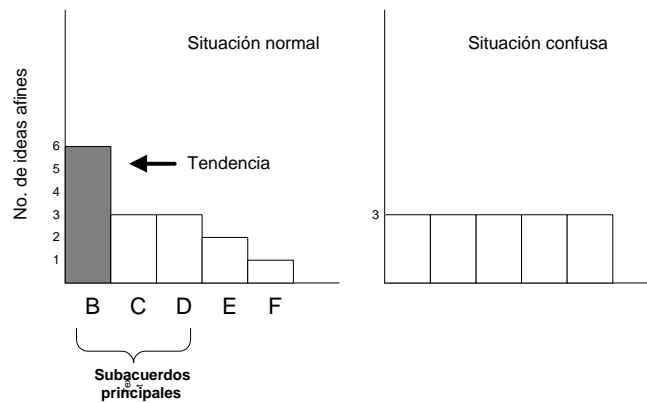 Situación normal
Situación confusa
No. de ideas afines
Tendencia
6
5
4
3
2
1
3
B C D E F
Subacuerdos
principales